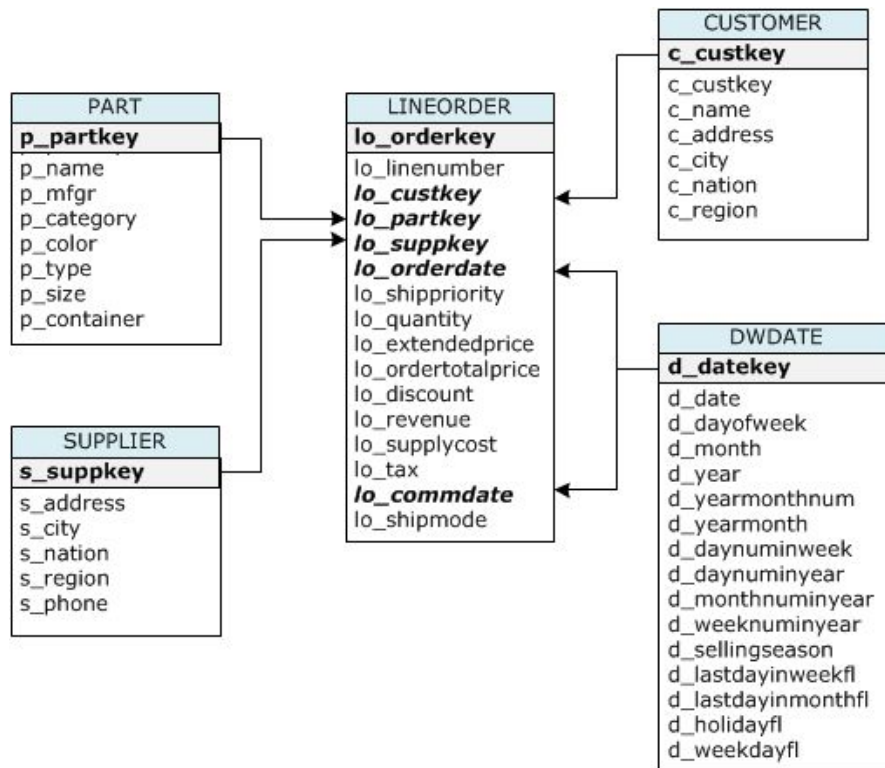 PART
p_partkey
p_name
p_mfgr
p_category
p_color
p_type
p_size
p_container
SUPPLIER
s_suppkey
s_address
s_city
s_nation
s_region
s_phone
LINEORDER
lo_orderkey
lo_linenumber
lo_custkey
lo_partkey
lo_suppkey
lo_orderdate
lo_shippriority
lo_quantity
lo_extendedprice
lo_ordertotalprice
lo_discount
lo_revenue
lo_supplycost
lo_tax
lo_commdate
lo_shipmode
CUSTOMER
c_custkey
c_custkey
c_name
c_address
c_city
c_nation
c_region
DWDATE
d_datekey
d_date
d_dayofweek
d_month
d_year
d_yearmonthnum
d_yearmonth
d_daynuminweek
d_daynuminyear
d_monthnuminyear
d_weeknuminyear
d_sellingseason
d_lastdayinweekfl
d_lastdayinmonthfl
d_holidayfl
d_weekdayfl